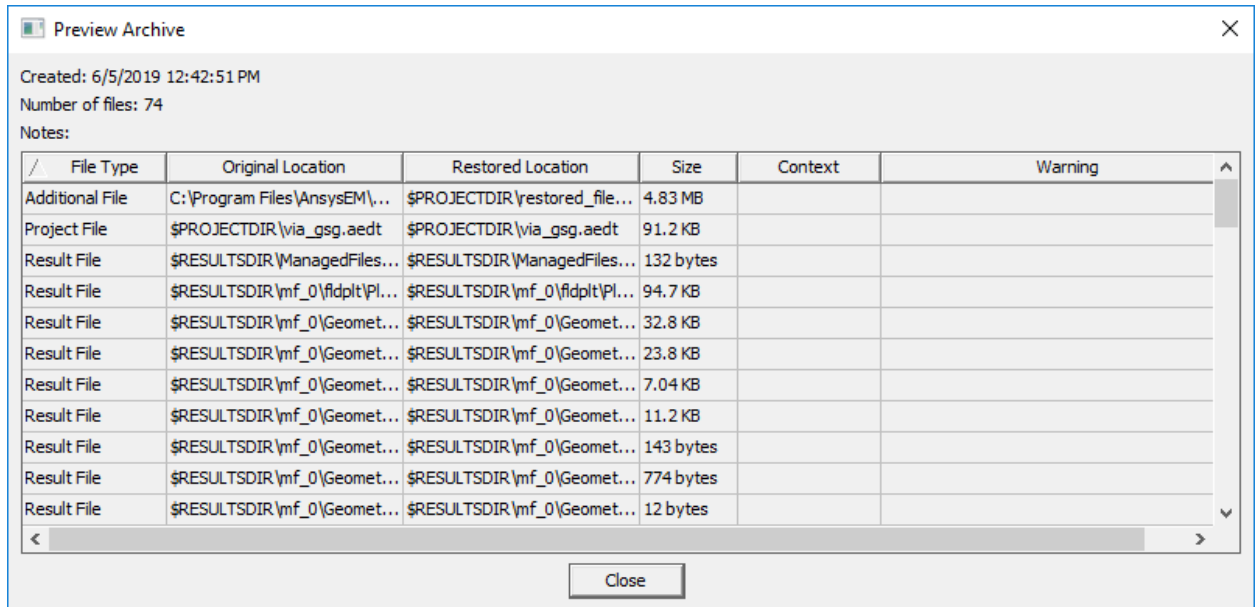 Preview Archive
Created: 6/5/2019 12:42:51 PM
Number of files: 74
Notes:
File Type Original Location Restored Location Size Context Warning
Additional File C:\Program Files\AnsysEM\... $PROJECTDIR\restored_file... 4.83 MB
Project File $PROJECTDIR\via_gsg.aedt $PROJECTDIR\via_gsg.aedt 91.2 KB
Result File $RESULTSDIR\ManagedFiles... $RESULTSDIR\ManagedFiles... 132 bytes
Result File $RESULTSDIR\mf_0\fldplt\Pl... $RESULTSDIR\mf_0\fldplt\Pl... 94.7 KB
Result File $RESULTSDIR\mf_0\Geomet... $RESULTSDIR\mf_0\Geomet... 32.8 KB
Result File $RESULTSDIR\mf_0\Geomet... $RESULTSDIR\mf_0\Geomet... 23.8 KB
Result File $RESULTSDIR\mf_0\Geomet... $RESULTSDIR\mf_0\Geomet... 7.04 KB
Result File $RESULTSDIR\mf_0\Geomet... $RESULTSDIR\mf_0\Geomet... 11.2 KB
Result File $RESULTSDIR\mf_0\Geomet... $RESULTSDIR\mf_0\Geomet... 143 bytes
Result File $RESULTSDIR\mf_0\Geomet... $RESULTSDIR\mf_0\Geomet... 774 bytes
Result File $RESULTSDIR\mf_0\Geomet... $RESULTSDIR\mf_0\Geomet... 12 bytes
Close